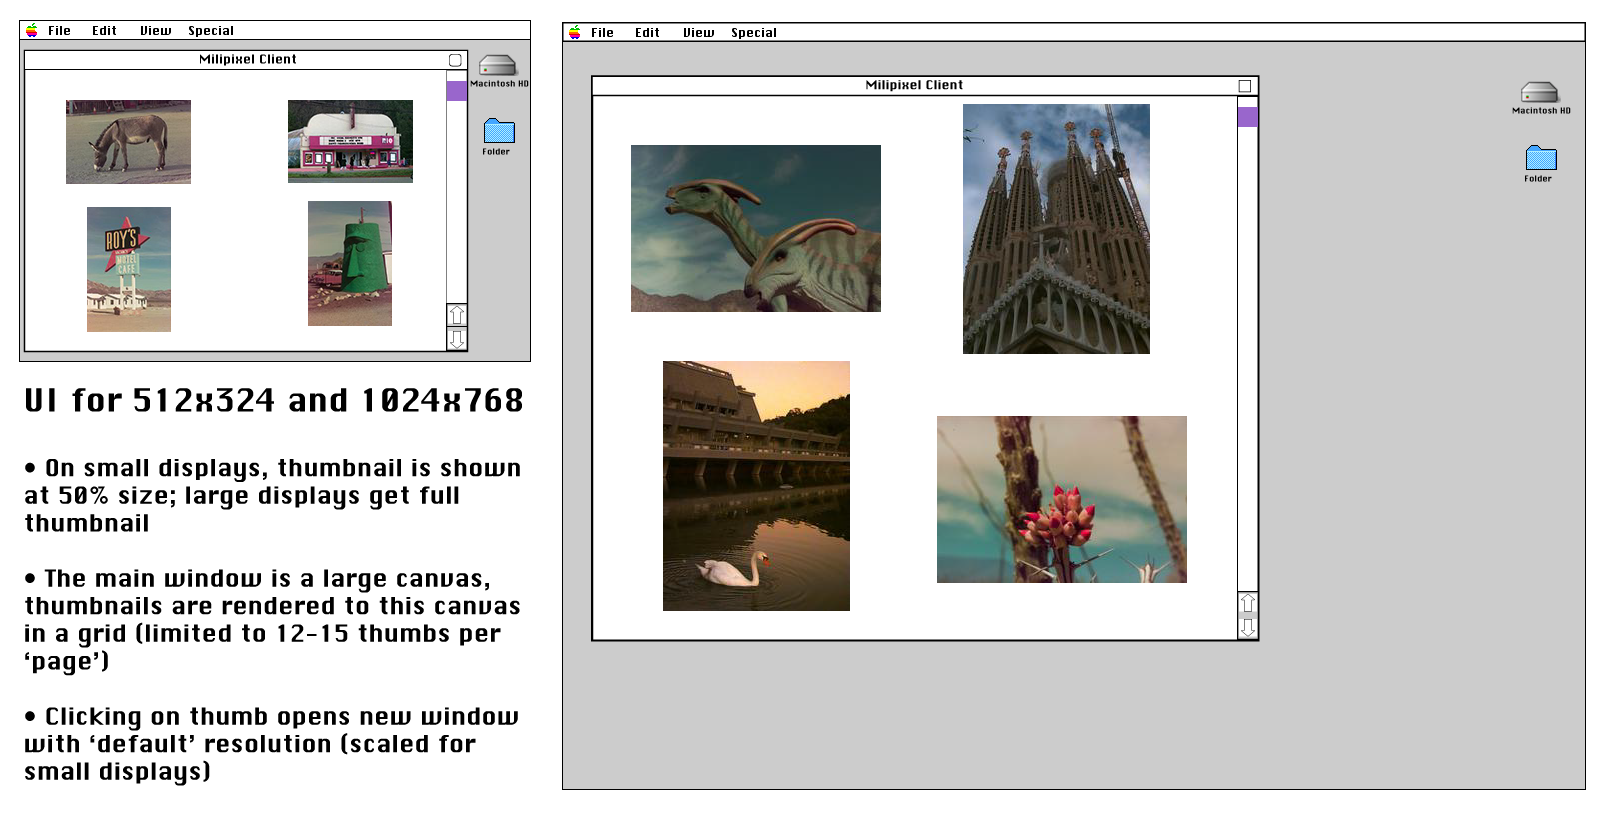 File Edit View Special
Milipixel Client
Macintosh HD
Folder
ROY'S
MOTEL
CAFE
RIO
UI for 512x324 and 1024x768
• On small displays, thumbnail is shown
at 50% size; large displays get full
thumbnail
• The main window is a large canvas,
thumbnails are rendered to this canvas
in a grid (limited to 12-15 thumbs per
‘page’)
• Clicking on thumb opens new window
with ‘default’ resolution (scaled for
small displays)
File Edit View Special
Milipixel Client
Macintosh HD
Folder